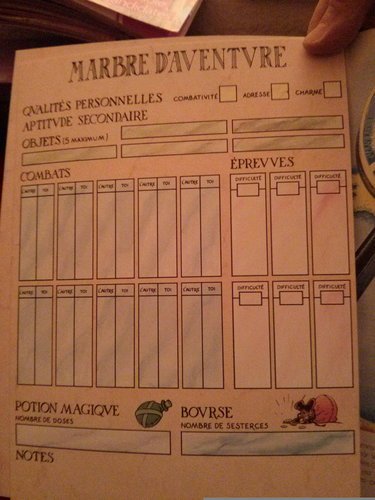 MARBRE D'AVENTVRE
QVALITÉS PERSONNELLES COMBATIVITÉ ADRESSE CHARME
APTITVDE SECONDAIRE
OBJETS (5 MAXIMUM)
COMBATS ÉPREVVES
L'AUTRE TOI L'AUTRE TOI L'AUTRE TOI L'AUTRE TOI L'AUTRE TOI DIFFICULTÉ DIFFICULTÉ DIFFICULTÉ
L'AUTRE TOI L'AUTRE TOI L'AUTRE TOI L'AUTRE TOI L'AUTRE TOI DIFFICULTÉ DIFFICULTÉ DIFFICULTÉ
POTION MAGIQVE BOVRSE
NOMBRE DE DOSES NOMBRE DE SESTERCES
NOTES